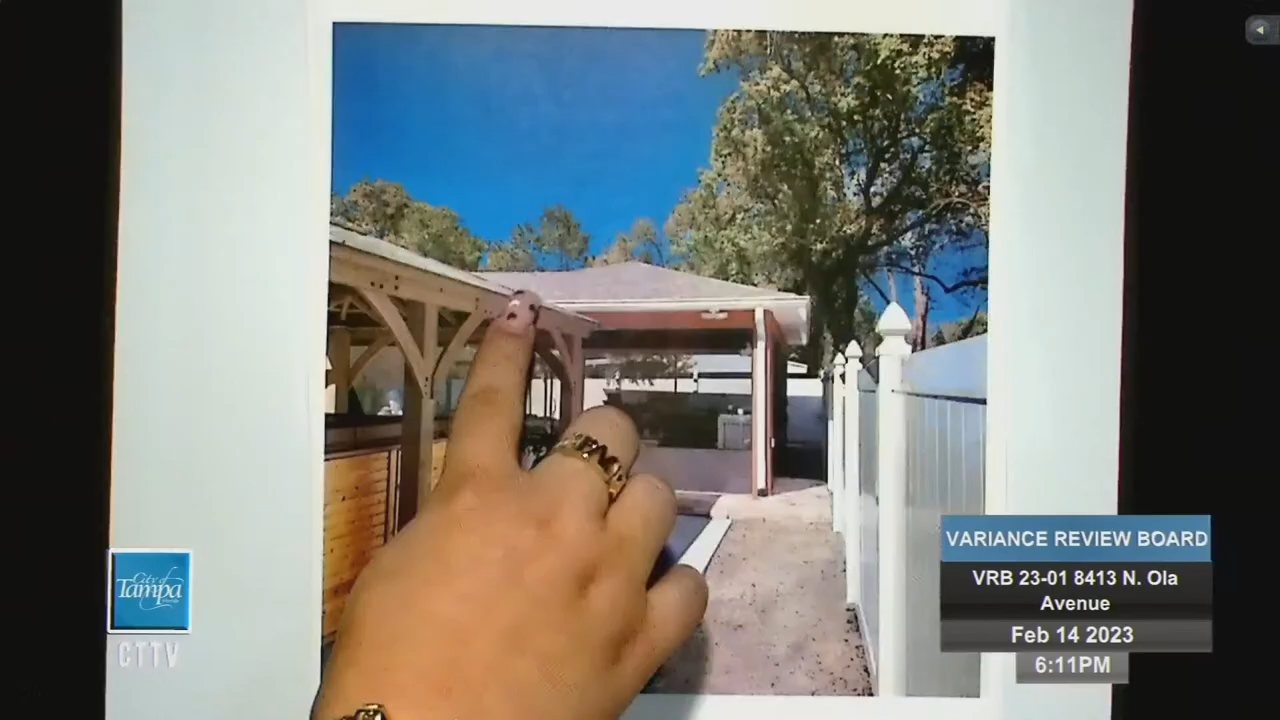 VARIANCE REVIEW BOARD
VRB 23-01 8413 N. Ola
Avenue
Feb 14 2023
6:11PM
City of
Tampa
CTTV